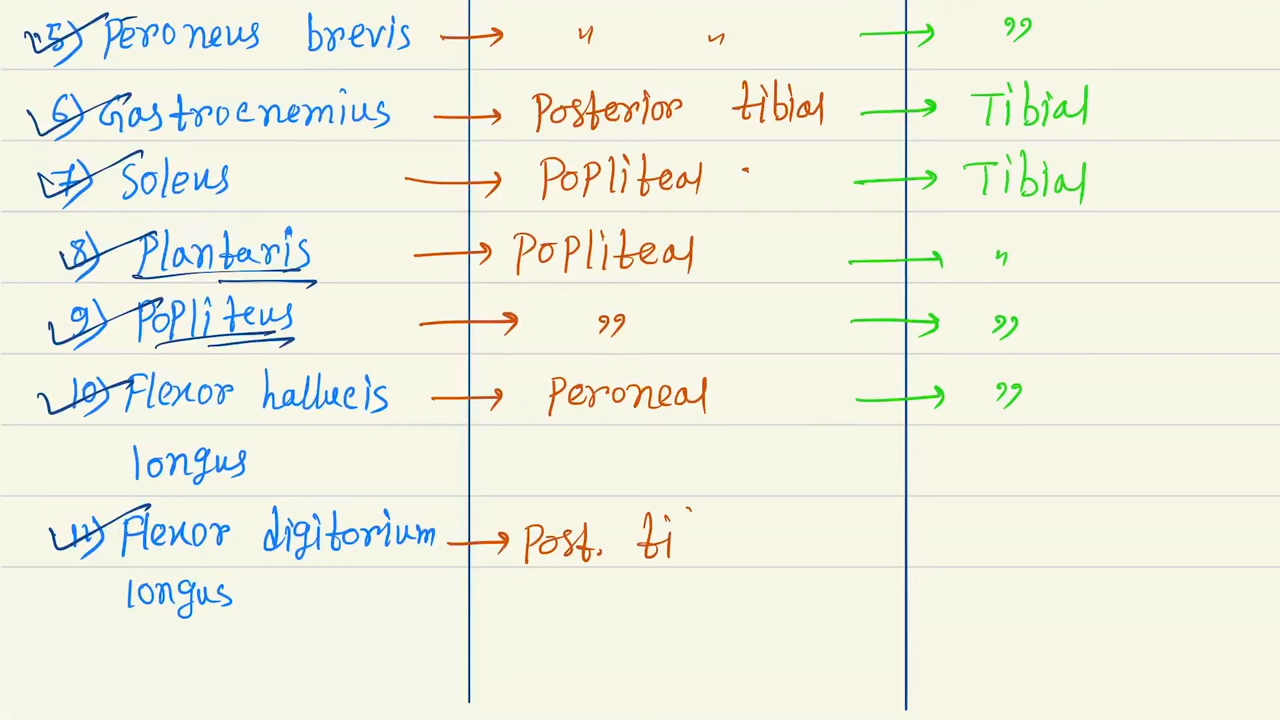 5) Peroneus brevis → " " → "
6) Gastrocnemius → Posterior tibial → Tibial
7) Soleus → Popliteal → Tibial
8) Plantaris → Popliteal → "
9) Popliteus → " → "
10) Flexor hallucis → Peroneal → "
longus
11) Flexor digitorium → Post. ti
longus